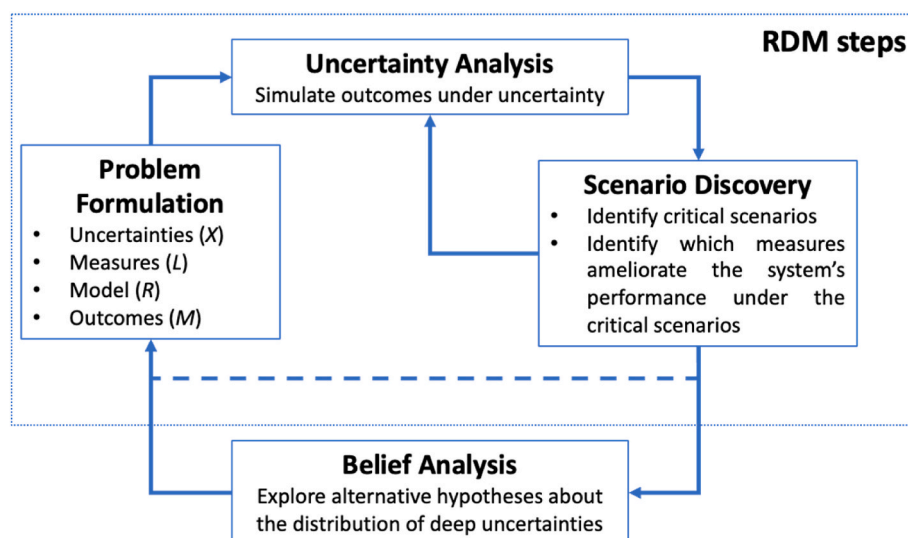 RDM steps
Uncertainty Analysis
Simulate outcomes under uncertainty
Problem
Formulation
• Uncertainties (X)
• Measures (L)
• Model (R)
• Outcomes (M)
Scenario Discovery
• Identify critical scenarios
• Identify which measures
ameliorate the system's
performance under the
critical scenarios
Belief Analysis
Explore alternative hypotheses about
the distribution of deep uncertainties